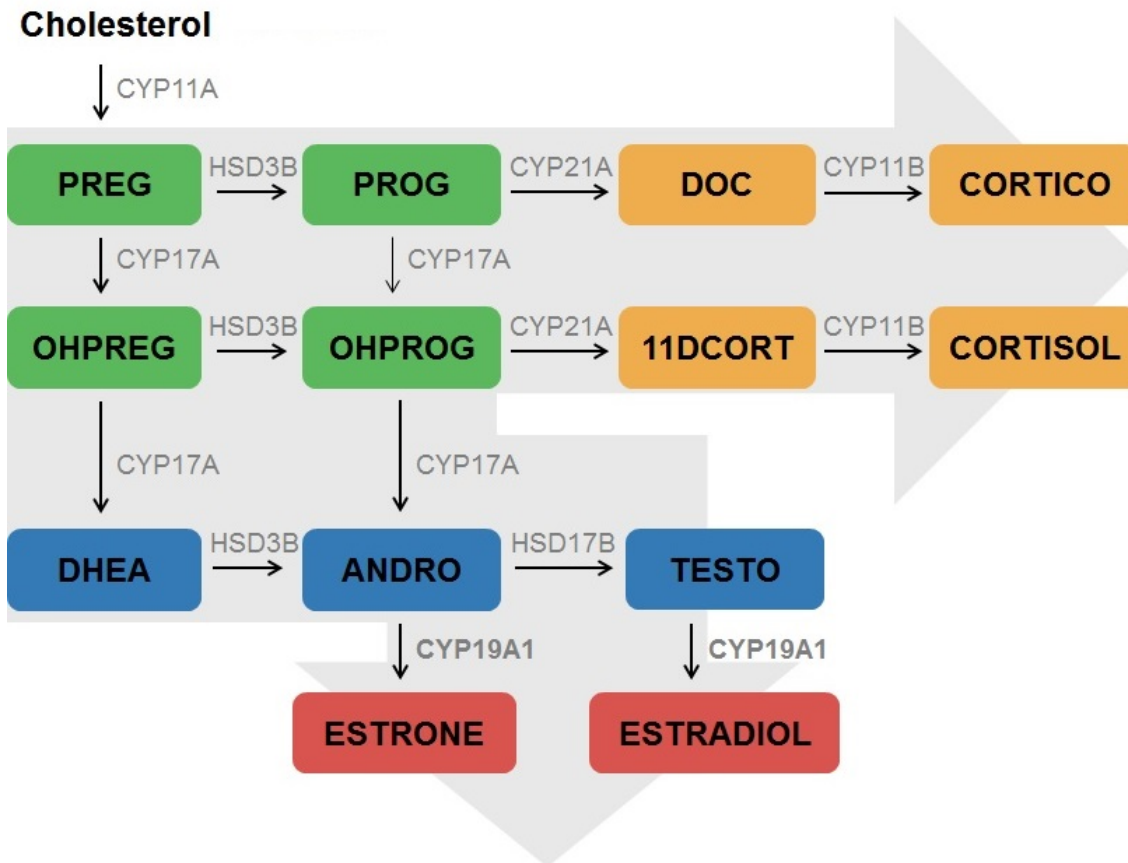 Cholesterol
CYP11A
HSD3B CYP21A CYP11B
PREG PROG DOC CORTICO
CYP17A CYP17A
HSD3B CYP21A CYP11B
OHPREG OHPROG 11DCORT CORTISOL
CYP17A CYP17A
HSD3B HSD17B
DHEA ANDRO TESTO
CYP19A1 CYP19A1
ESTRONE ESTRADIOL